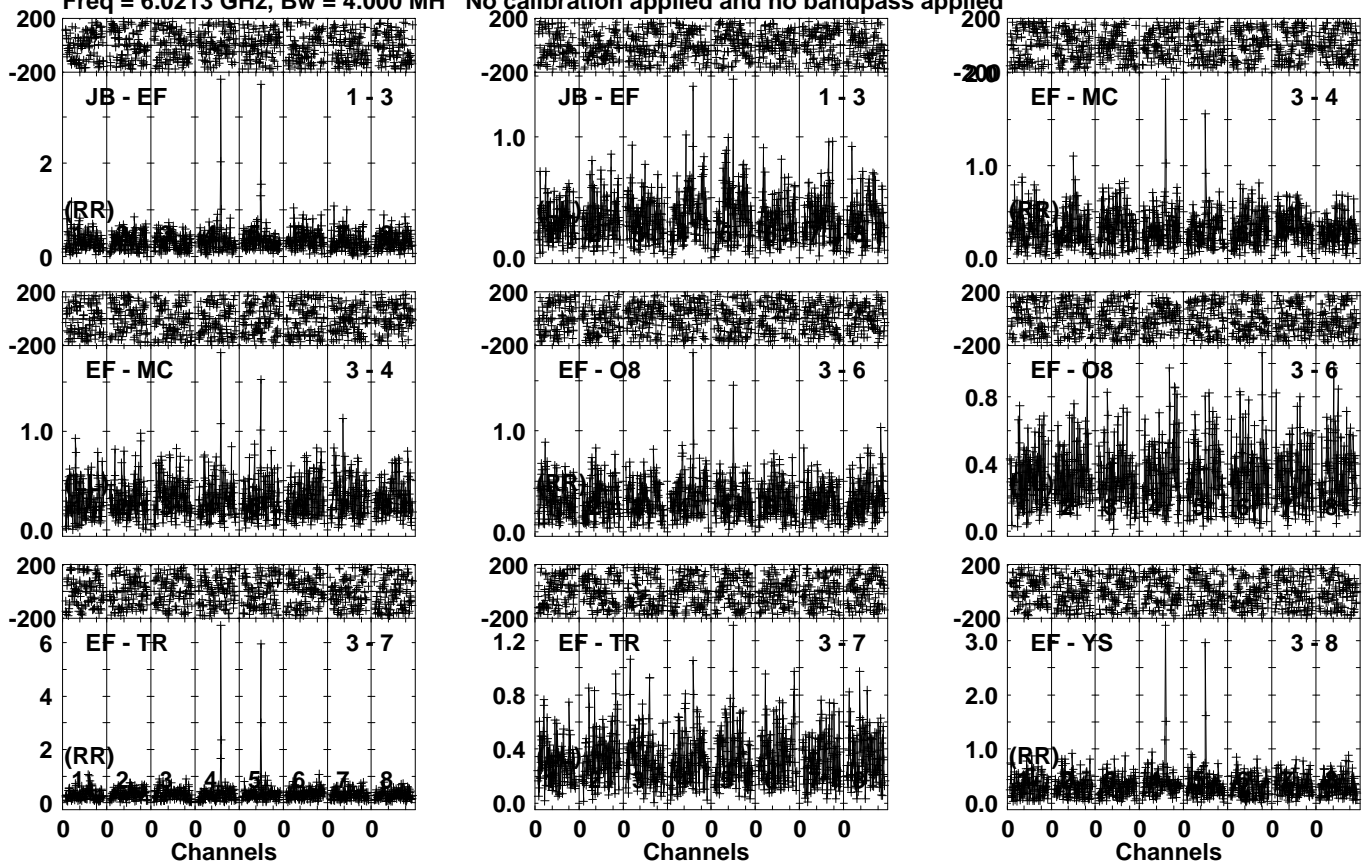 Freq = 6.0213 GHz, Bw = 4.000 MH No calibration applied and no bandpass applied
200 200 200
-200 -200 2.0
JB - EF 1 - 3 JB - EF 1 - 3 EF - MC 3 - 4
2 1.0 1.0
(RR) (RR)
0 0.0 0.0
200 200 200
-200 -200 -200
EF - MC 3 - 4 EF - O8 3 - 6 EF - O8 3 - 6
1.0 1.0 0.8
(RR) 0.4
0.0 0.0 0.0
200 200 200
-200 -200 -200
EF - TR 3 - 7 EF - TR 3 - 7 EF - YS 3 - 8
6 1.2 3.0
4 0.8 2.0
2 0.4 1.0
(RR) (RR)
1 2 3 4 5 6 7 8
0 0.0 0.0
0 0 0 0 0 0 0 0 0 0 0 0 0 0 0 0 0 0 0 0 0 0 0 0
Channels Channels Channels